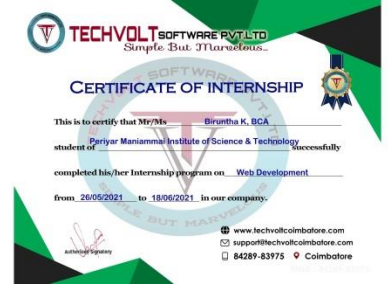 TECHVOLT SOFTWARE PVT.LTD
Simple But Marvelous...
CERTIFICATE OF INTERNSHIP
This is to certify that Mr/Ms Biruntha K, BCA
student of Periyar Maniammai Institute of Science & Technology successfully
completed his/her Internship program on Web Development
from 26/05/2021 to 18/06/2021 in our company.
www.techvoltcoimbatore.com
support@techvoltcoimbatore.com
Authorised Signatory
84289-83975 Coimbatore